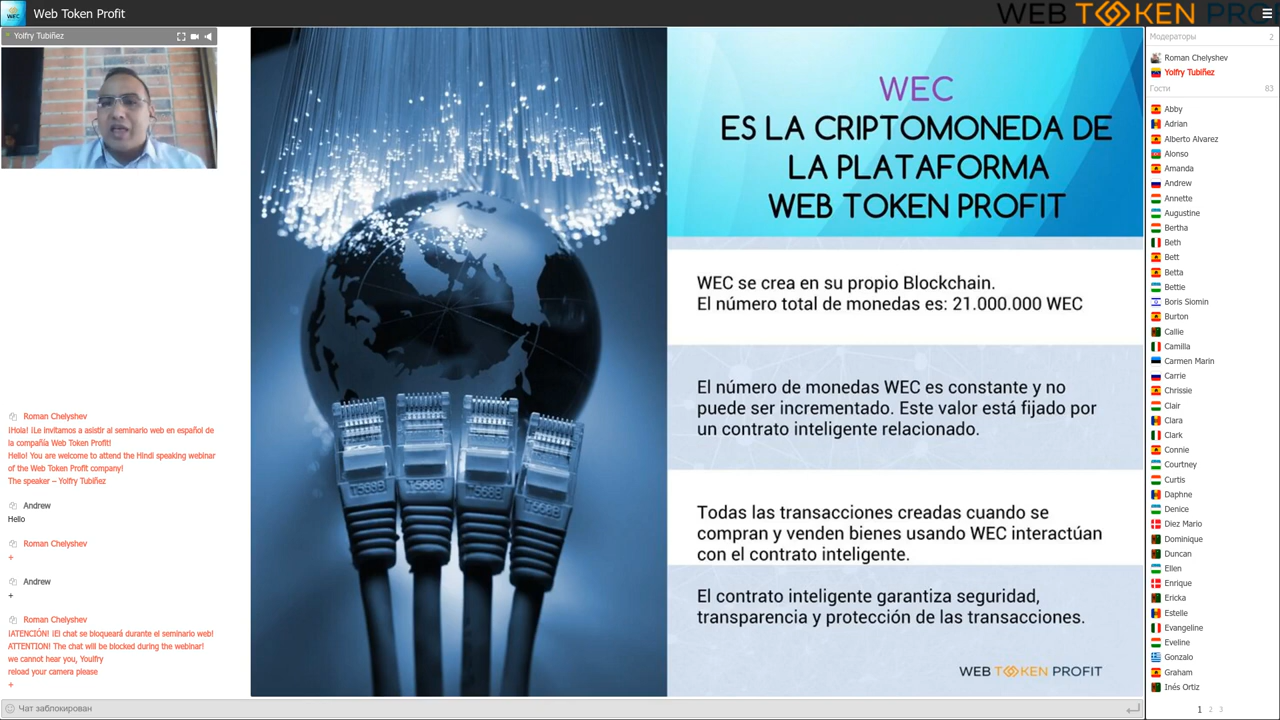 WEC
Web Token Profit
WEB TOKEN PRO
Yolfry Tubiñez
Roman Chelyshev
¡Hola! ¡Le invitamos a asistir al seminario web en español de
la compañía Web Token Profit!
Hello! You are welcome to attend the Hindi speaking webinar
of the Web Token Profit company!
The speaker – Yolfry Tubiñez
Andrew
Hello
Roman Chelyshev
+
Andrew
+
Roman Chelyshev
¡ATENCIÓN! ¡El chat se bloqueará durante el seminario web!
ATTENTION! The chat will be blocked during the webinar!
we cannot hear you, Youlfry
reload your camera please
+
Чат заблокирован
WEC
ES LA CRIPTOMONEDA DE
LA PLATAFORMA
WEB TOKEN PROFIT
WEC se crea en su propio Blockchain.
El número total de monedas es: 21.000.000 WEC
El número de monedas WEC es constante y no
puede ser incrementado. Este valor está fijado por
un contrato inteligente relacionado.
Todas las transacciones creadas cuando se
compran y venden bienes usando WEC interactúan
con el contrato inteligente.
El contrato inteligente garantiza seguridad,
transparencia y protección de las transacciones.
WEB TOKEN PROFIT
Модераторы 2
Roman Chelyshev
Yolfry Tubiñez
Гости 83
Abby
Adrian
Alberto Alvarez
Alonso
Amanda
Andrew
Annette
Augustine
Bertha
Beth
Bett
Betta
Bettie
Boris Slomin
Burton
Callie
Camilla
Carmen Marin
Carrie
Chrissie
Clair
Clara
Clark
Connie
Courtney
Curtis
Daphne
Denice
Diez Mario
Dominique
Duncan
Ellen
Enrique
Ericka
Estelle
Evangeline
Eveline
Gonzalo
Graham
Inés Ortiz
1 2 3